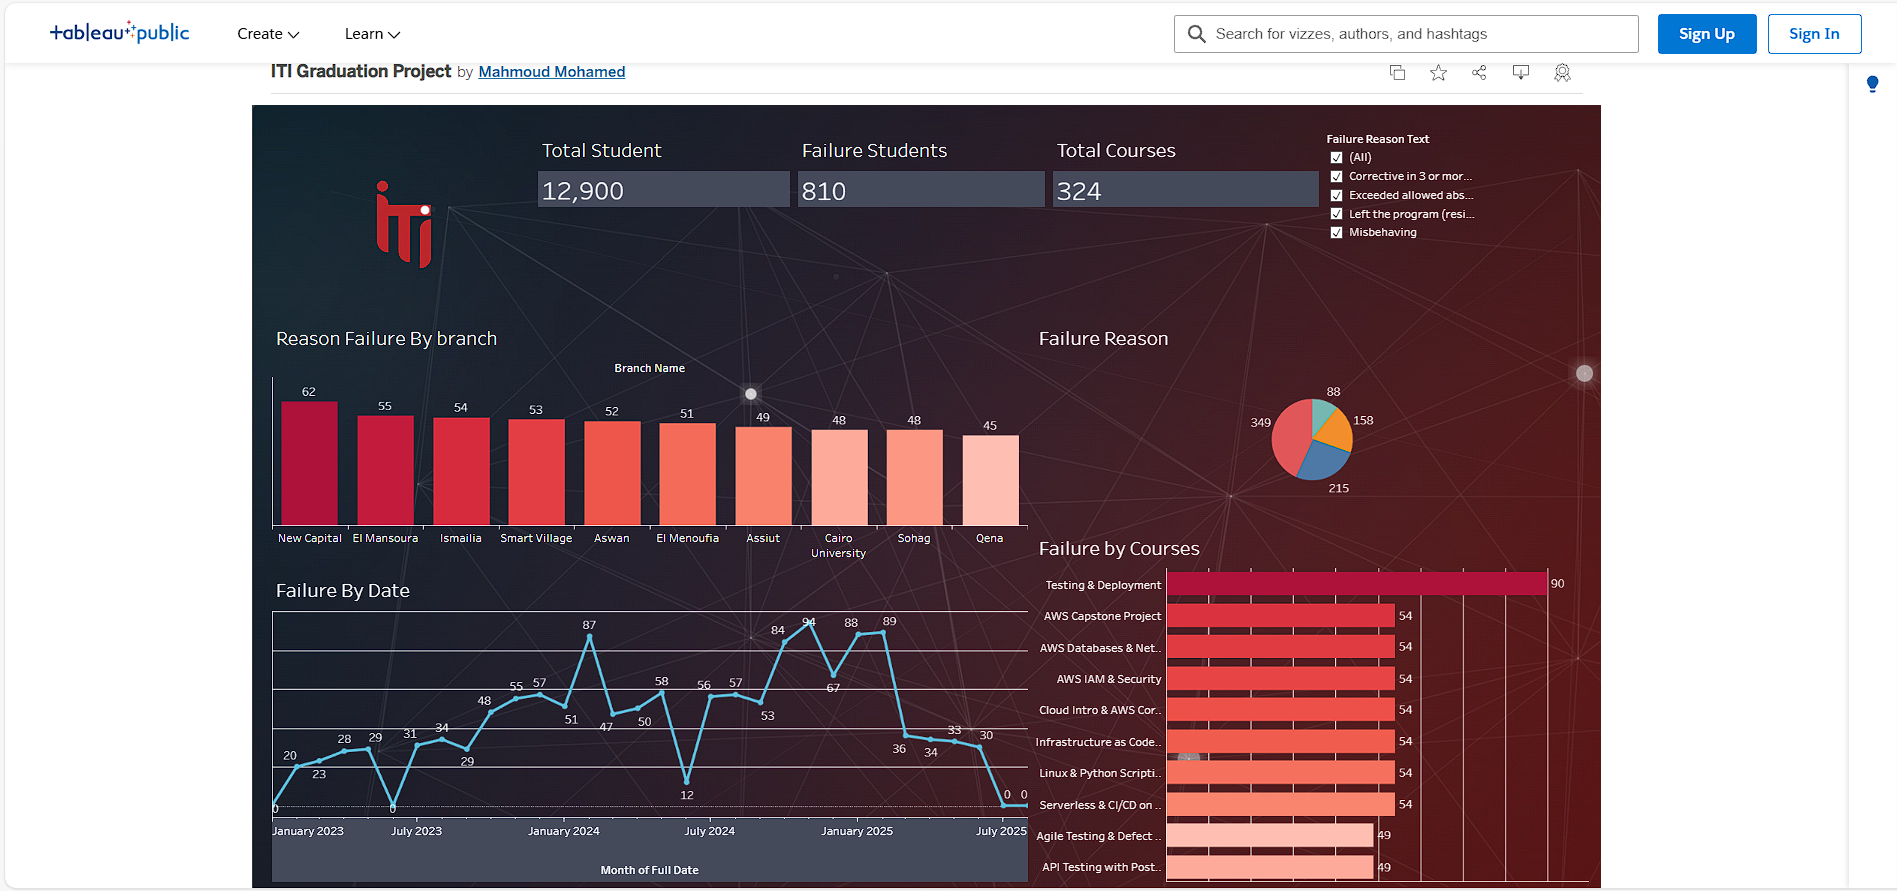 tableau public
Create
Learn
Search for vizzes, authors, and hashtags
Sign Up
Sign In
ITI Graduation Project by Mahmoud Mohamed
Total Student
Failure Students
Total Courses
12,900
810
324
Failure Reason Text
(All)
Corrective in 3 or mor...
Exceeded allowed abs...
Left the program (resi...
Misbehaving
iTi
Reason Failure By branch
Branch Name
62
55
54
53
52
51
49
48
48
45
New Capital
El Mansoura
Ismailia
Smart Village
Aswan
El Menoufia
Assiut
Cairo
University
Sohag
Qena
Failure Reason
88
158
349
215
Failure By Date
0
20
23
28
29
0
31
34
29
48
55
57
51
87
47
50
58
12
56
57
53
84
94
67
88
89
36
34
33
30
0
0
January 2023
July 2023
January 2024
July 2024
January 2025
July 2025
Month of Full Date
Failure by Courses
Testing & Deployment 90
AWS Capstone Project 54
AWS Databases & Net.. 54
AWS IAM & Security 54
Cloud Intro & AWS Cor.. 54
Infrastructure as Code.. 54
Linux & Python Scripti.. 54
Serverless & CI/CD on .. 54
Agile Testing & Defect .. 49
API Testing with Post.. 49